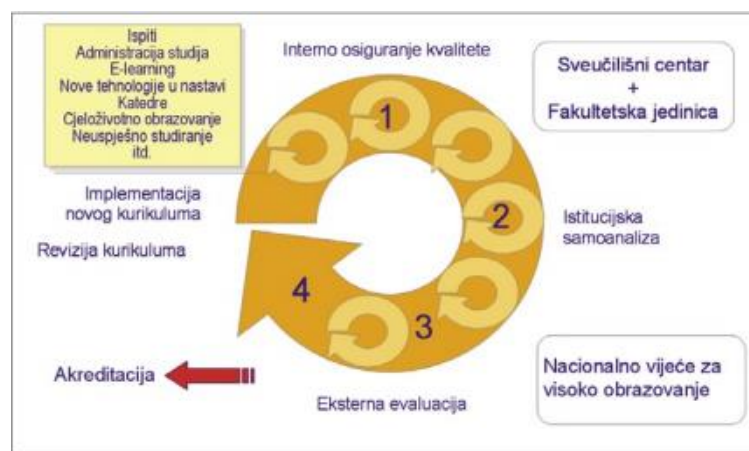 Ispiti
Administracija studija
E-learning
Nove tehnologije u nastavi
Katedre
Cjeloživotno obrazovanje
Neuspješno studiranje
itd.
Interno osiguranje kvalitete
Sveučilišni centar
+
Fakultetska jedinica
1
Implementacija
novog kurikuluma
2
Istitucijska
samoanaliza
Revizija kurikuluma
4
3
Akreditacija
Nacionalno vijeće za
visoko obrazovanje
Eksterna evaluacija